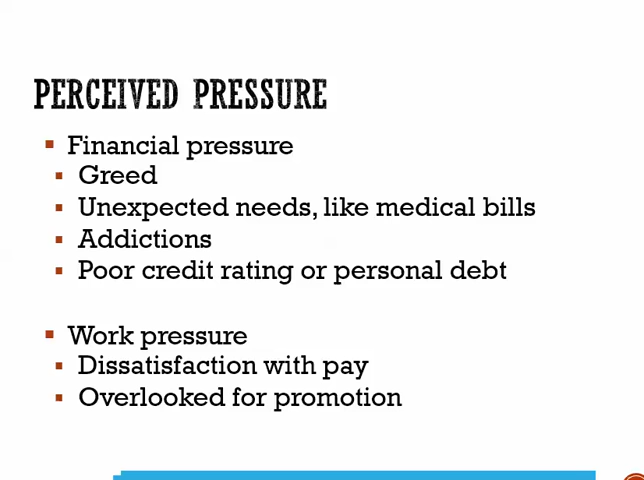 PERCEIVED PRESSURE
▪ Financial pressure
▪ Greed
▪ Unexpected needs, like medical bills
▪ Addictions
▪ Poor credit rating or personal debt
▪ Work pressure
▪ Dissatisfaction with pay
▪ Overlooked for promotion